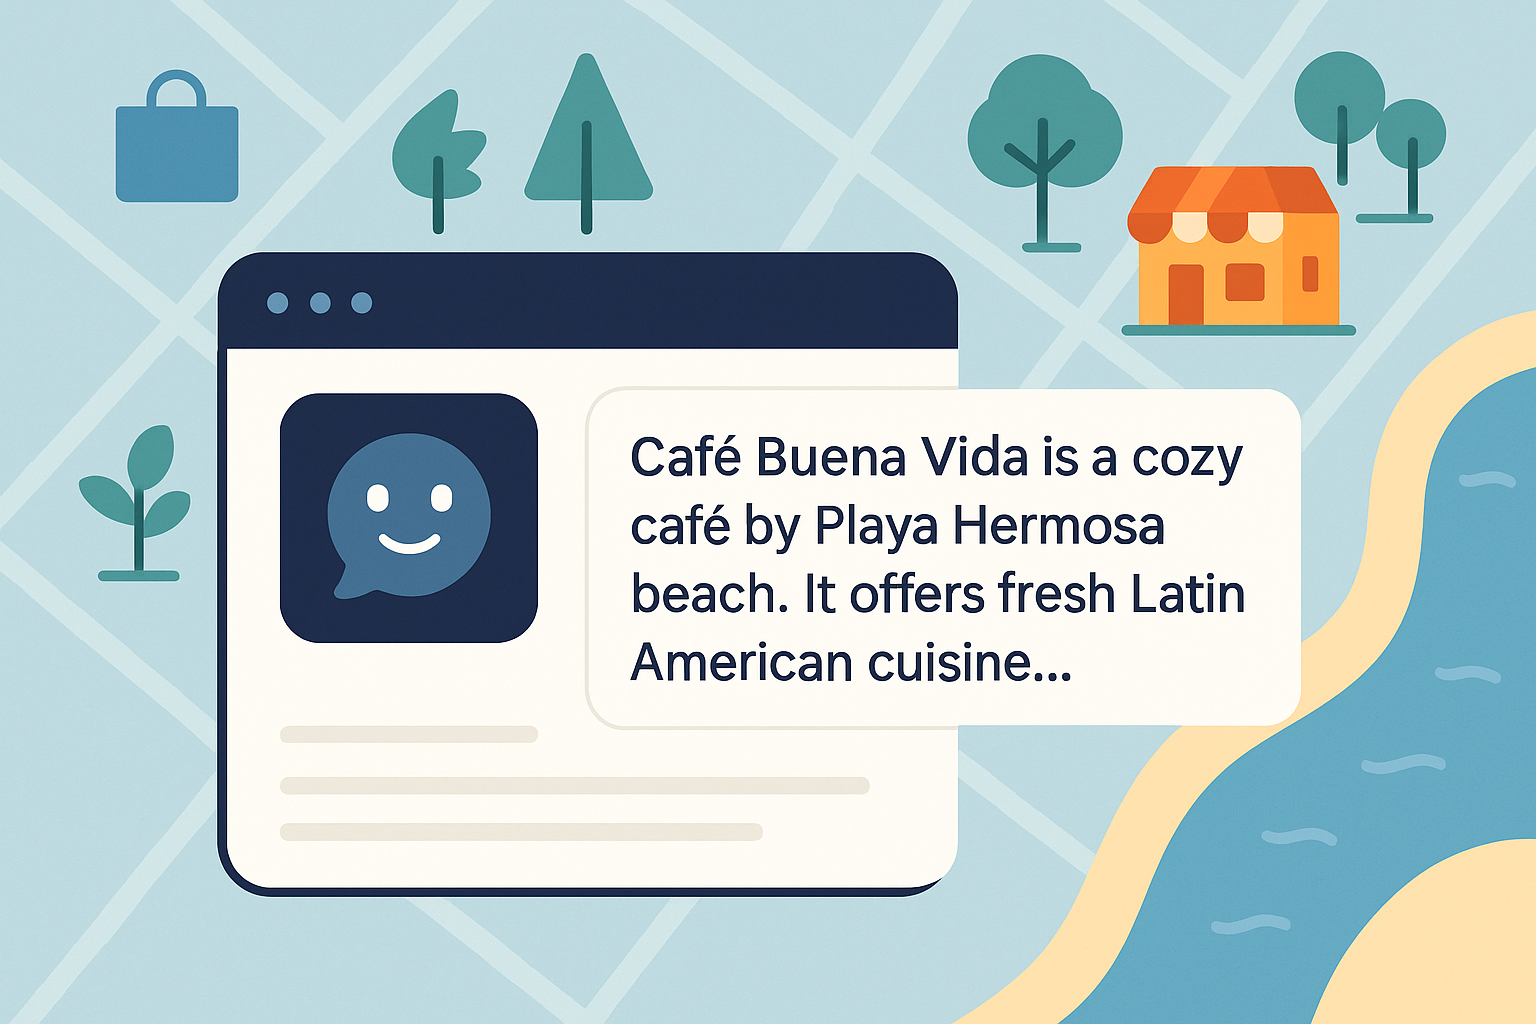 Café Buena Vida is a cozy
café by Playa Hermosa
beach. It offers fresh Latin
American cuisine...